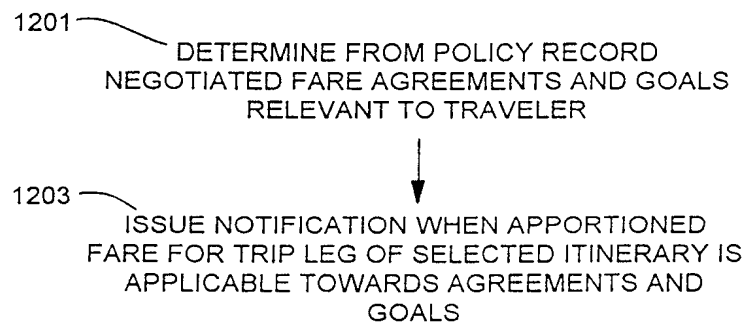 1201
DETERMINE FROM POLICY RECORD
NEGOTIATED FARE AGREEMENTS AND GOALS
RELEVANT TO TRAVELER
1203
ISSUE NOTIFICATION WHEN APPORTIONED
FARE FOR TRIP LEG OF SELECTED ITINERARY IS
APPLICABLE TOWARDS AGREEMENTS AND
GOALS